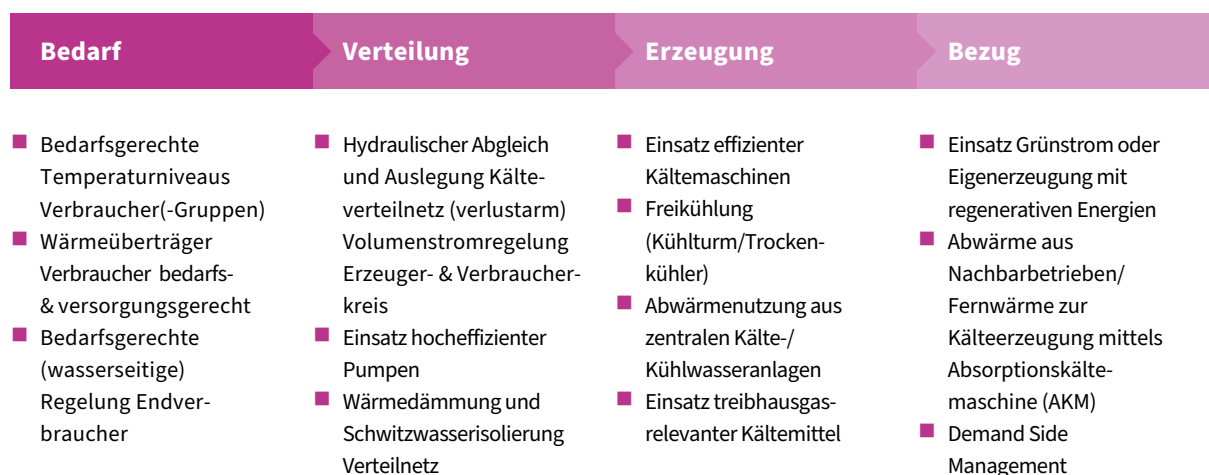 Bedarf
Verteilung
Erzeugung
Bezug
Bedarfsgerechte
Temperaturniveaus
Verbraucher(-Gruppen)
Wärmeüberträger
Verbraucher bedarfs-
& versorgungsgerecht
Bedarfsgerechte
(wasserseitige)
Regelung Endver-
braucher
Hydraulischer Abgleich
und Auslegung Kälte-
verteilnetz (verlustarm)
Volumenstromregelung
Erzeuger- & Verbraucher-
kreis
Einsatz hocheffizienter
Pumpen
Wärmedämmung und
Schwitzwasserisolierung
Verteilnetz
Einsatz effizienter
Kältemaschinen
Freikühlung
(Kühlturm/Trocken-
kühler)
Abwärmenutzung aus
zentralen Kälte-/
Kühlwasseranlagen
Einsatz treibhausgas-
relevanter Kältemittel
Einsatz Grünstrom oder
Eigenerzeugung mit
regenerativen Energien
Abwärme aus
Nachbarbetrieben/
Fernwärme zur
Kälteerzeugung mittels
Absorptionskälte-
maschine (AKM)
Demand Side
Management